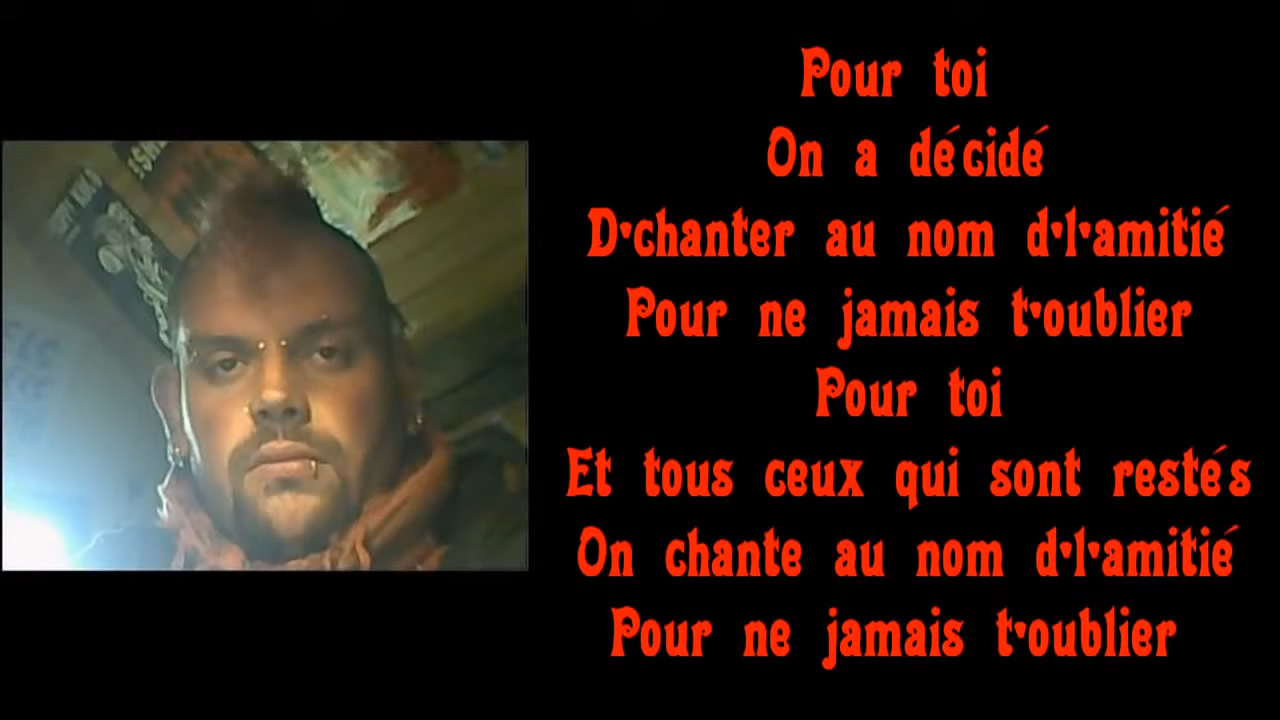 Pour toi
On a décidé
D'chanter au nom d'l'amitié
Pour ne jamais t'oublier
Pour toi
Et tous ceux qui sont restés
On chante au nom d'l'amitié
Pour ne jamais t'oublier